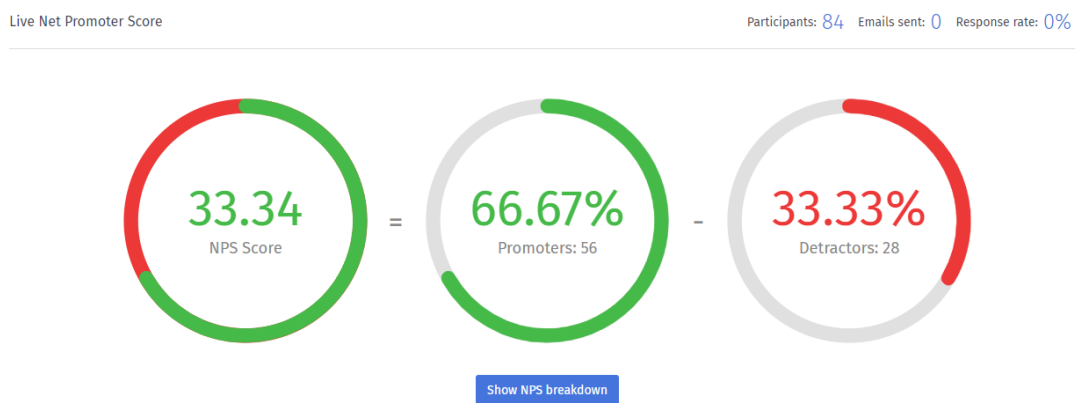 Live Net Promoter Score
Participants: 84 Emails sent: 0 Response rate: 0%
33.34
NPS Score
=
66.67%
Promoters: 56
-
33.33%
Detractors: 28
Show NPS breakdown